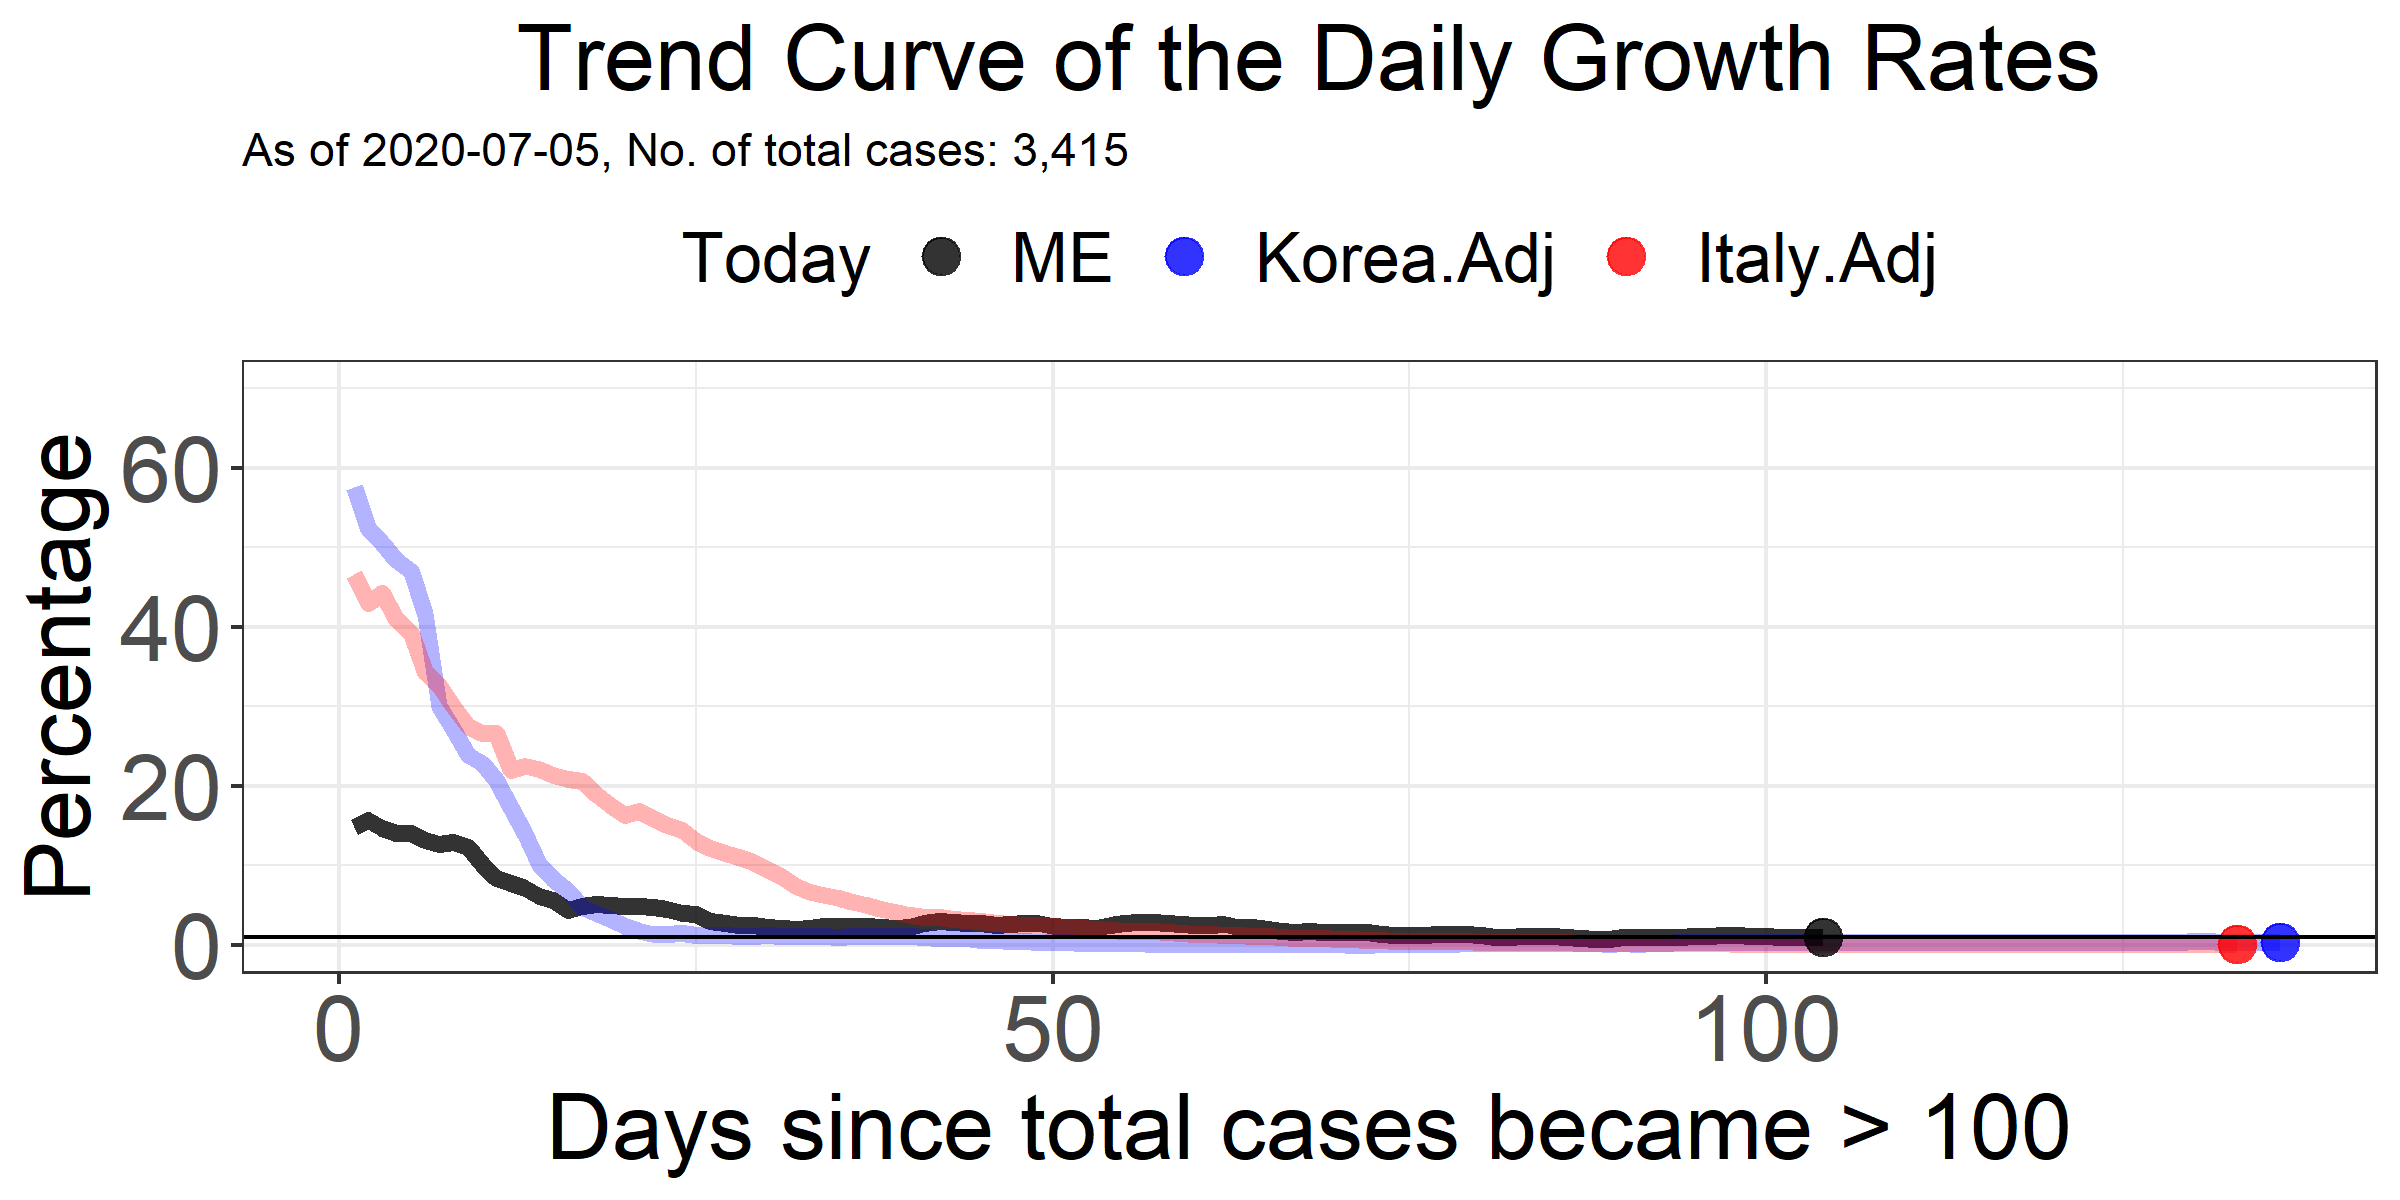 Trend Curve of the Daily Growth Rates
As of 2020-07-05, No. of total cases: 3,415
Today ME Korea.Adj Italy.Adj
Percentage
60
40
20
0
0 50 100
Days since total cases became > 100